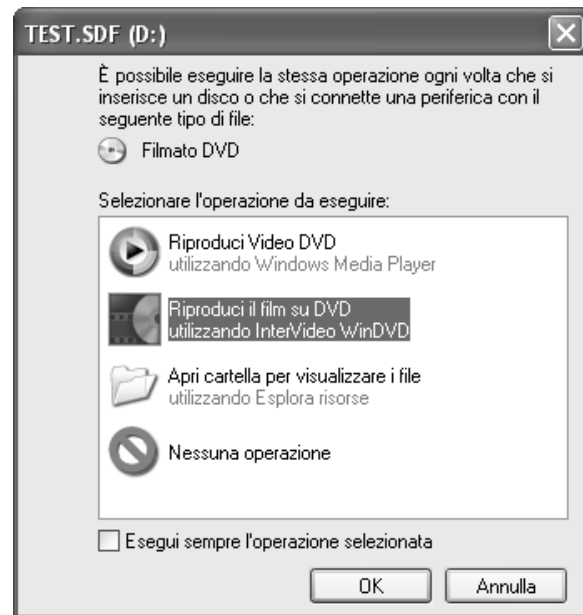 TEST.SDF (D:)
È possibile eseguire la stessa operazione ogni volta che si
inserisce un disco o che si connette una periferica con il
seguente tipo di file:
Filmato DVD
Selezionare l'operazione da eseguire:
Riproduci Video DVD
utilizzando Windows Media Player
Riproduci il film su DVD
utilizzando InterVideo WinDVD
Apri cartella per visualizzare i file
utilizzando Esplora risorse
Nessuna operazione
Esegui sempre l'operazione selezionata
OK
Annulla